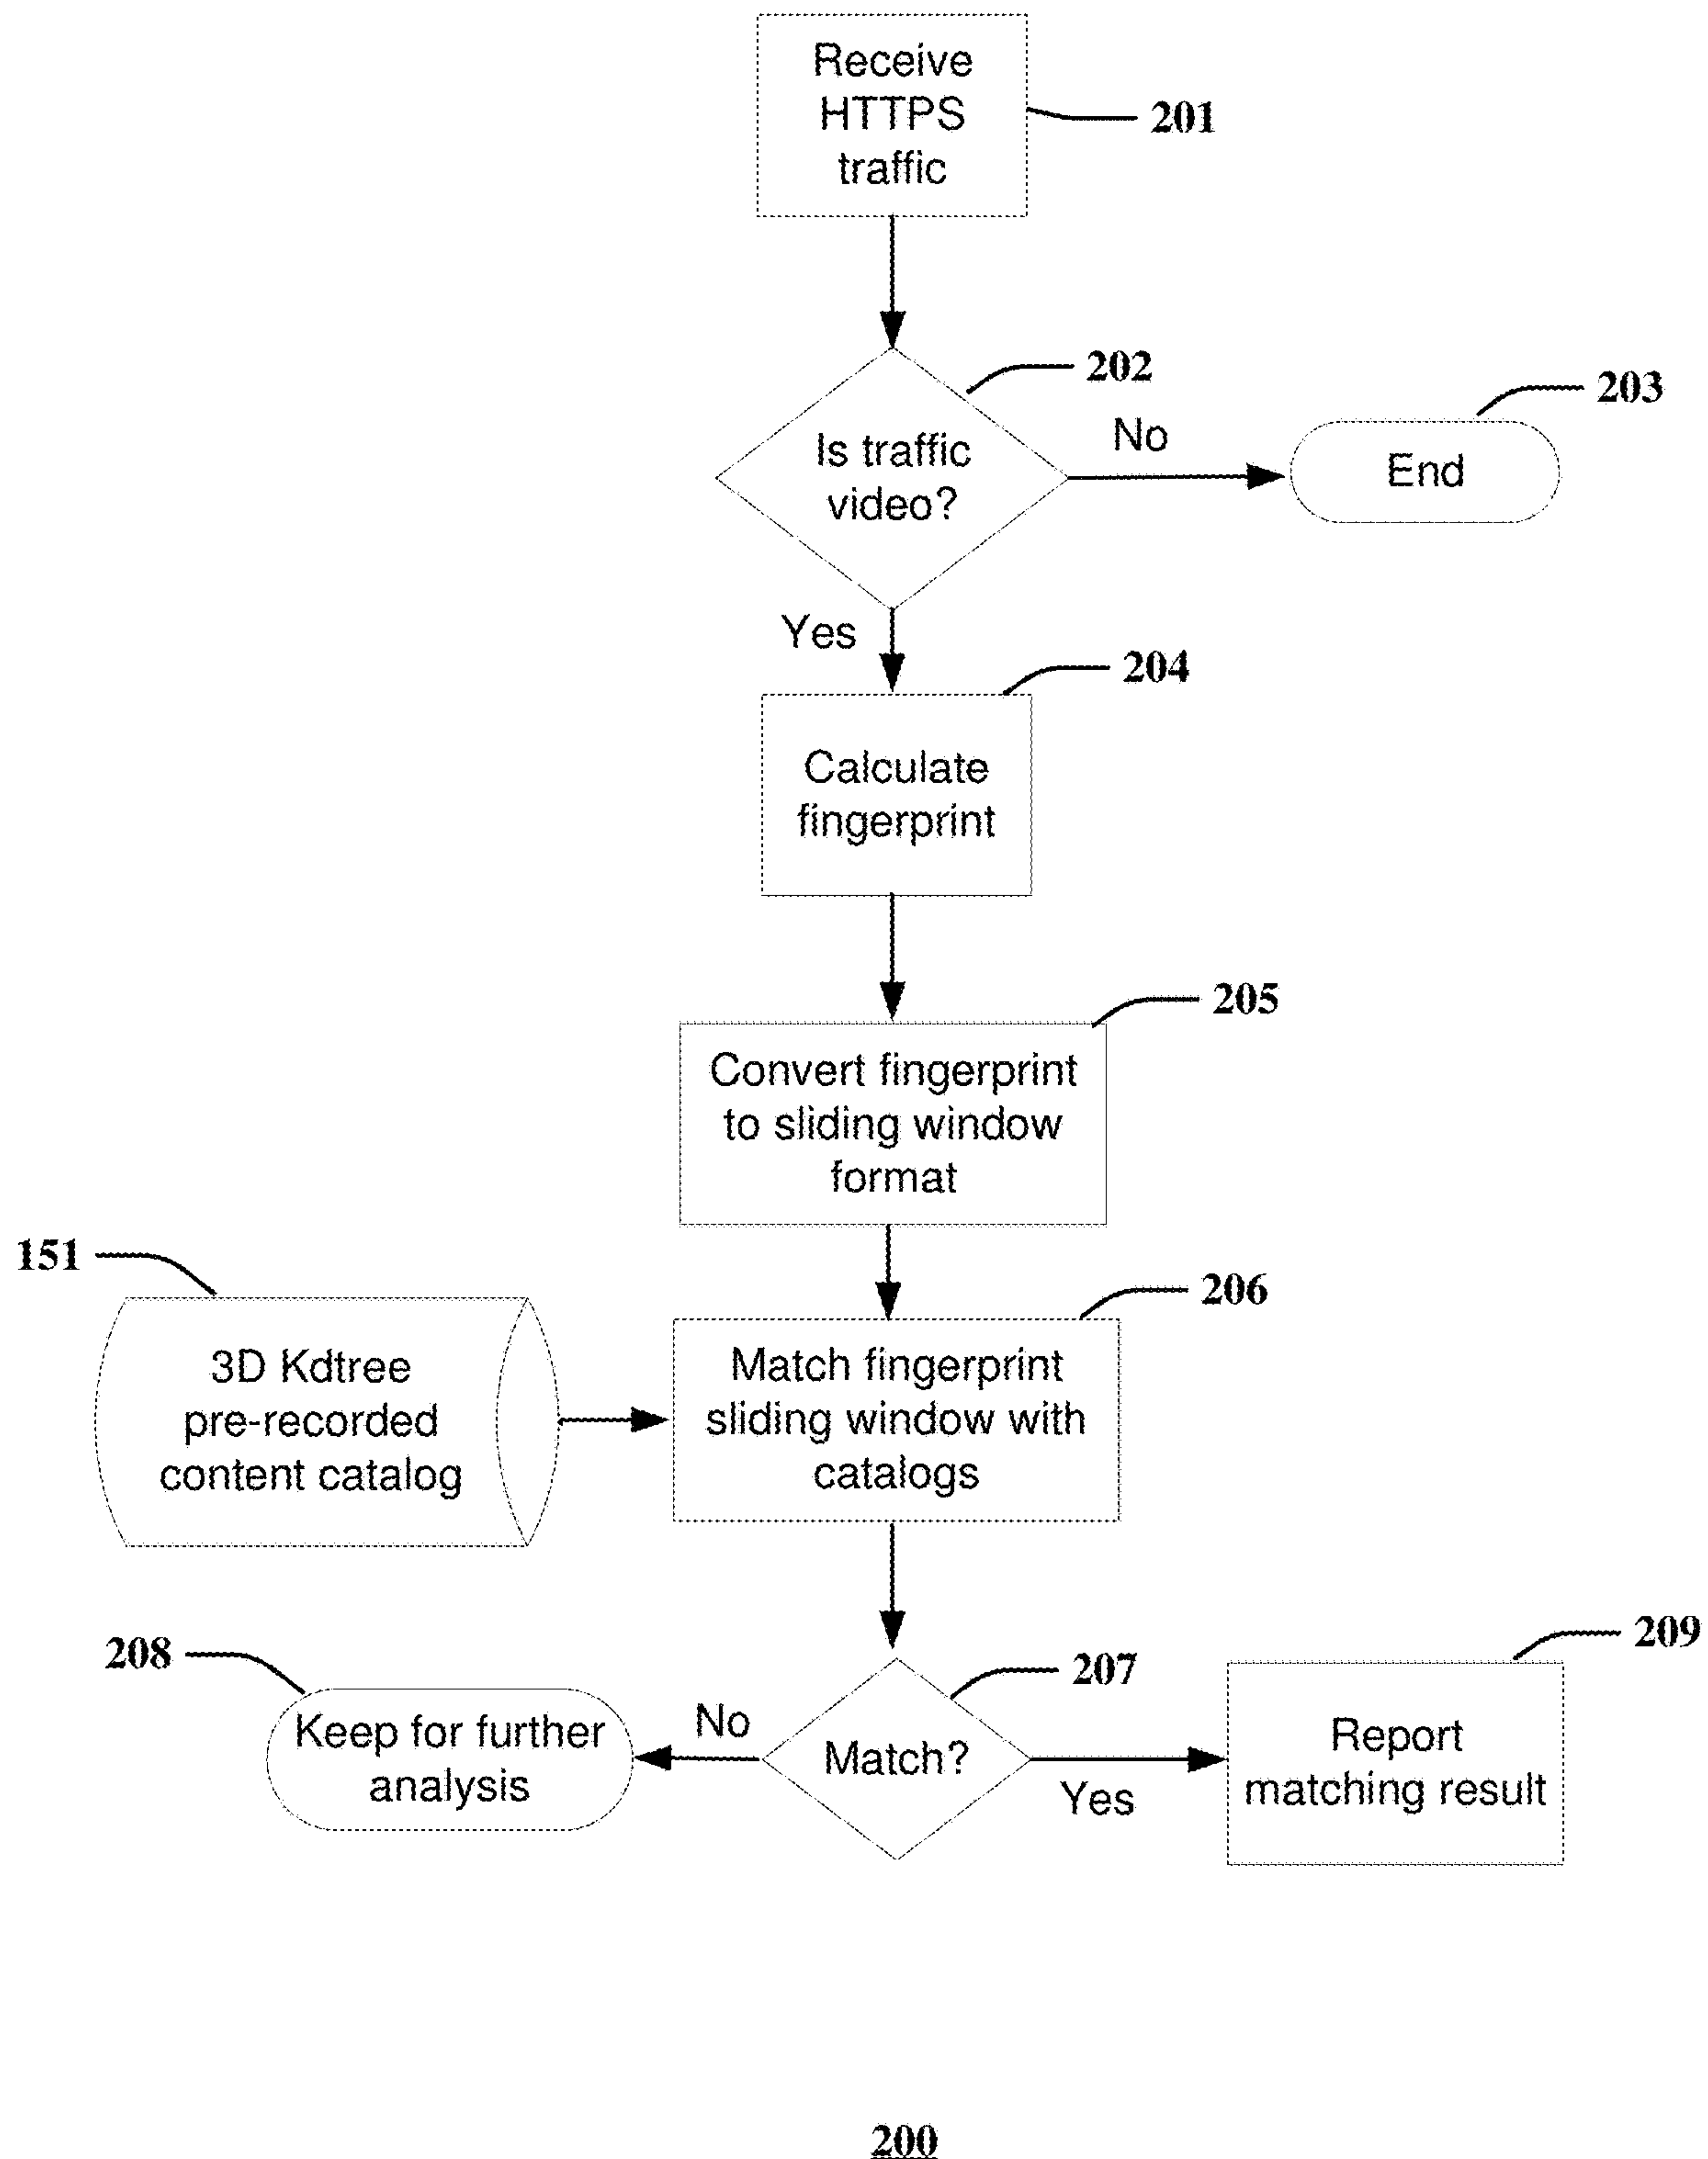 Receive
HTTPS
traffic
201
202
203
Is traffic
video?
No
End
Yes
204
Calculate
fingerprint
205
Convert fingerprint
to sliding window
format
151
206
3D Kdtree
pre-recorded
content catalog
Match fingerprint
sliding window with
catalogs
208
207
209
Keep for further
analysis
No
Match?
Yes
Report
matching result
200